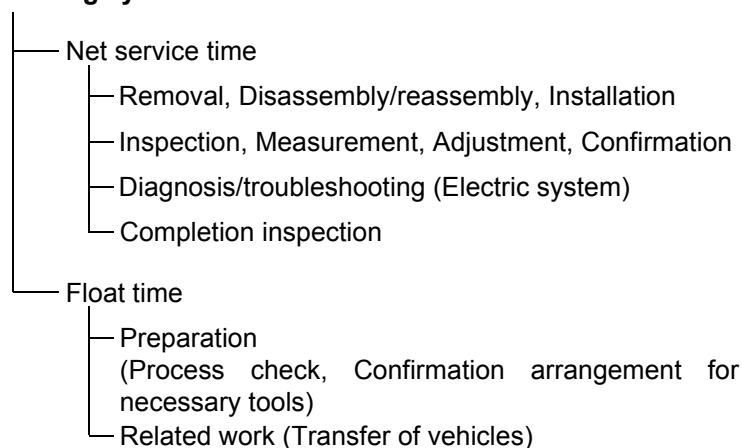 Net service time
Removal, Disassembly/reassembly, Installation
Inspection, Measurement, Adjustment, Confirmation
Diagnosis/troubleshooting (Electric system)
Completion inspection
Float time
Preparation
(Process check, Confirmation arrangement for
necessary tools)
Related work (Transfer of vehicles)